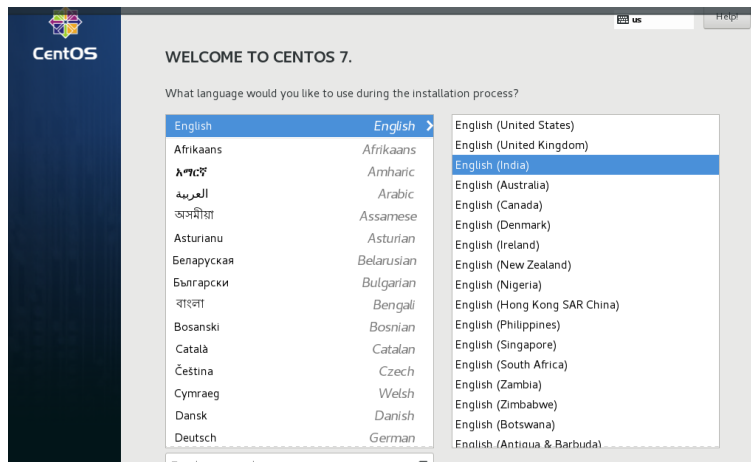 us
Help!
CentOS
WELCOME TO CENTOS 7.
What language would you like to use during the installation process?
English English
Afrikaans Afrikaans
አማርኛ Amharic
العربية Arabic
অসমীয়া Assamese
Asturianu Asturian
Беларуская Belarusian
Български Bulgarian
বাংলা Bengali
Bosanski Bosnian
Català Catalan
Čeština Czech
Cymraeg Welsh
Dansk Danish
Deutsch German
English (United States)
English (United Kingdom)
English (India)
English (Australia)
English (Canada)
English (Denmark)
English (Ireland)
English (New Zealand)
English (Nigeria)
English (Hong Kong SAR China)
English (Philippines)
English (Singapore)
English (South Africa)
English (Zambia)
English (Zimbabwe)
English (Botswana)
English (Antigua & Barbuda)